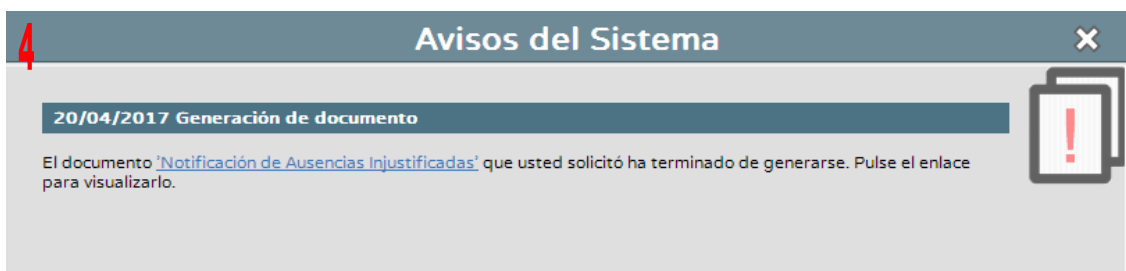 4
Avisos del Sistema
20/04/2017 Generación de documento
El documento 'Notificación de Ausencias Injustificadas' que usted solicitó ha terminado de generarse. Pulse el enlace
para visualizarlo.